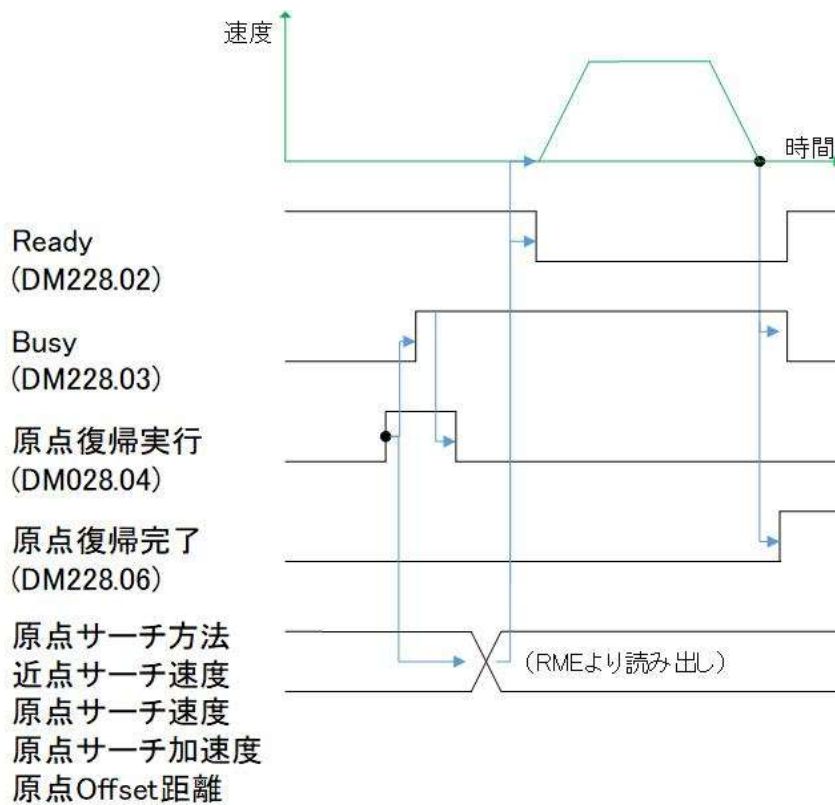 速度
時間
Ready
(DM228.02)
Busy
(DM228.03)
原点復帰実行
(DM028.04)
原点復帰完了
(DM228.06)
原点サーチ方法
近点サーチ速度
(RMEより読み出し)
原点サーチ速度
原点サーチ加速度
原点Offset距離